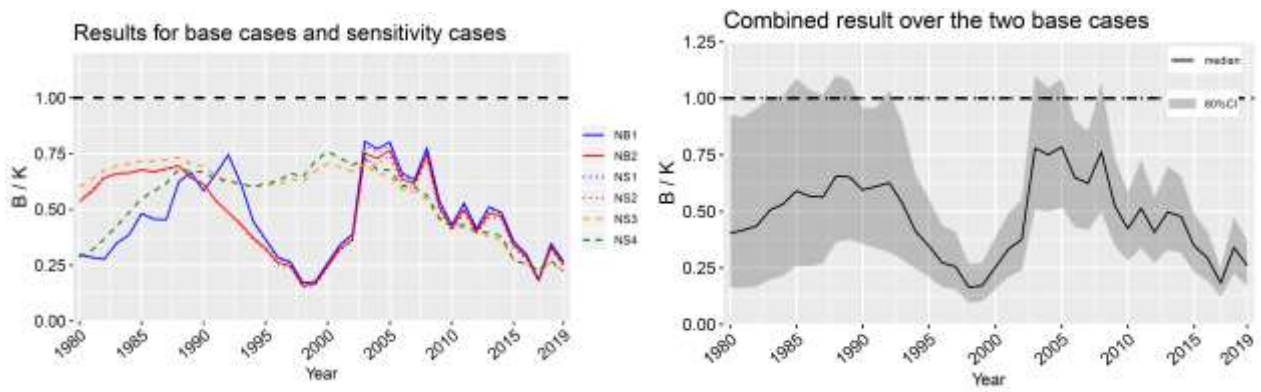 Results for base cases and sensitivity cases
1.00
0.75
0.50
0.25
0.00
B / K
1980
1985
1990
1995
2000
2005
2010
2015
2019
Year
NB1
NB2
NS1
NS2
NS3
NS4
Combined result over the two base cases
1.25
1.00
0.75
0.50
0.25
0.00
B / K
1980
1985
1990
1995
2000
2005
2010
2015
2019
Year
median
80%CI